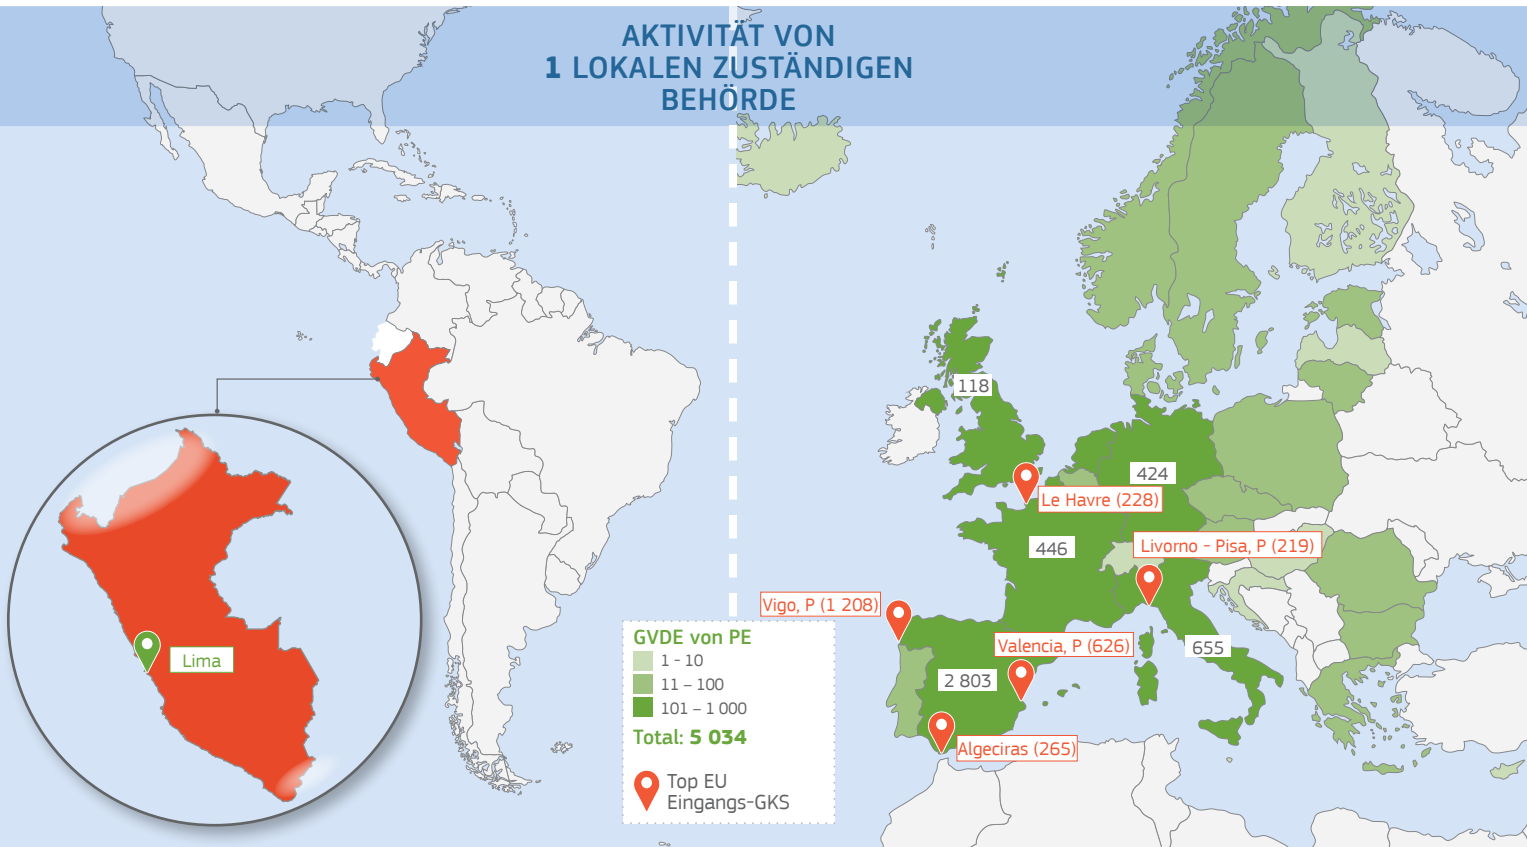 AKTIVITÄT VON
1 LOKALEN ZUSTÄNDIGEN
BEHÖRDE
118
424
Le Havre (228)
446
Livorno - Pisa, P (219)
Vigo, P (1 208)
Valencia, P (626)
655
2 803
Algeciras (265)
Lima
GVDE von PE
1 - 10
11 – 100
101 – 1 000
Total: 5 034
Top EU
Eingangs-GKS